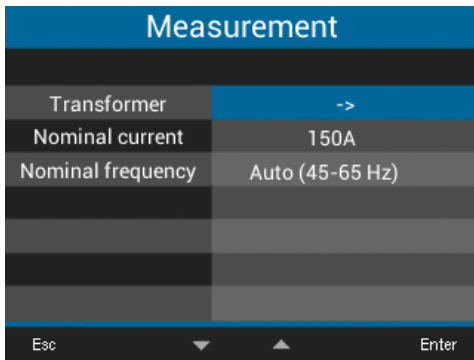 Measurement
Transformer ->
Nominal current 150A
Nominal frequency Auto (45-65 Hz)
Esc Enter